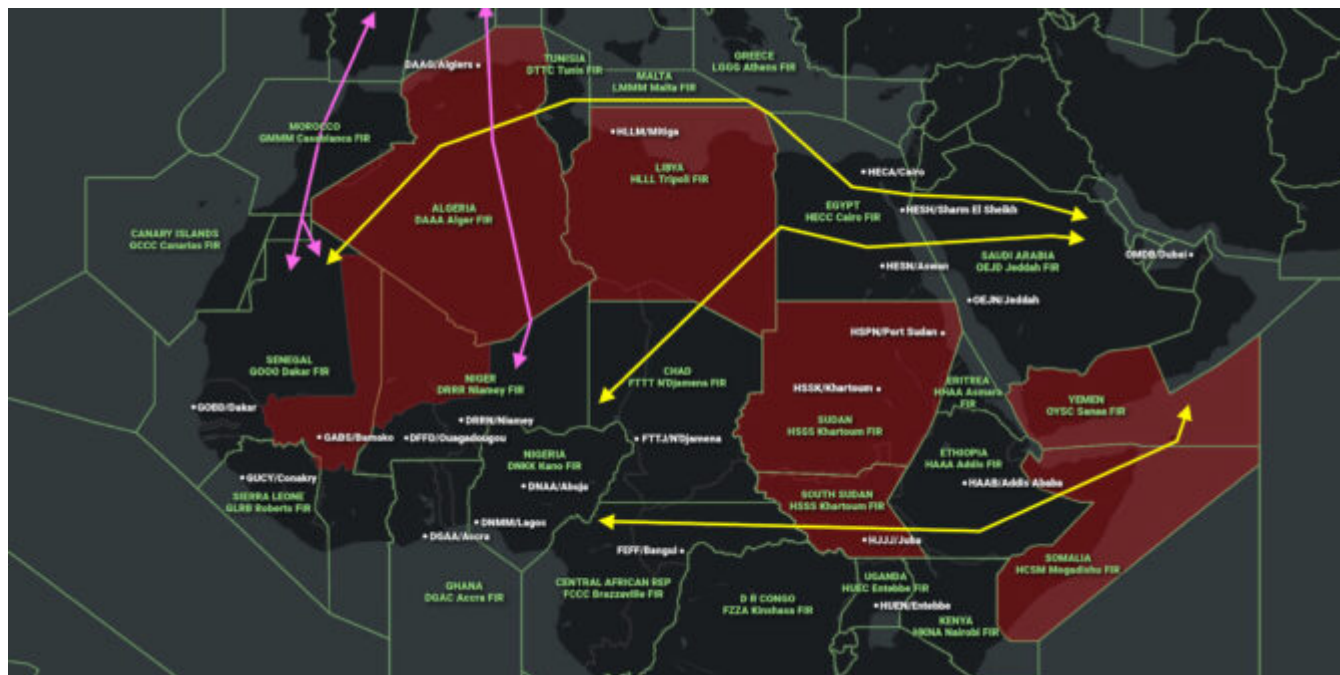 DAAG/Algiers
TUNISIA
DTTC Tunis FIR
GREECE
LGGG Athens FIR
MALTA
LMMM Malta FIR
MOROCCO
GMMM Casablanca FIR
HLLM/Mitiga
LIBYA
HLLL Tripoli FIR
HECA/Cairo
ALGERIA
DAAA Alger FIR
EGYPT
HECC Cairo FIR
HESH/Sharm El Sheikh
CANARY ISLANDS
GCCC Canarias FIR
HESN/Aswan
SAUDI ARABIA
OEJD Jeddah FIR
OMDB/Dubai
OEJN/Jeddah
HSPN/Port Sudan
SENEGAL
GOOO Dakar FIR
NIGER
DRRR Niamey FIR
CHAD
FTTT N'Djamena FIR
HSSK/Khartoum
ERITREA
HHAA Asmara
FIR
YEMEN
OYSC Sanaa FIR
GOBD/Dakar
DRRN/Niamey
SUDAN
HSSS Khartoum FIR
GABS/Bamako
DFFD/Ouagadougou
FTTJ/N'Djamena
NIGERIA
DNKK Kano FIR
ETHIOPIA
HAAA Addis FIR
GUCY/Conakry
DNAA/Abuja
HAAB/Addis Ababa
SIERRA LEONE
GLRB Roberts FIR
SOUTH SUDAN
HSSS Khartoum FIR
DNMM/Lagos
DGAA/Accra
FEFF/Bangui
HJJJ/Juba
SOMALIA
HCSM Mogadishu FIR
GHANA
DGAC Accra FIR
CENTRAL AFRICAN REP
FCCC Brazzaville FIR
D R CONGO
FZZA Kinshasa FIR
UGANDA
HUEC Entebbe FIR
HUEN/Entebbe
KENYA
HKNA Nairobi FIR